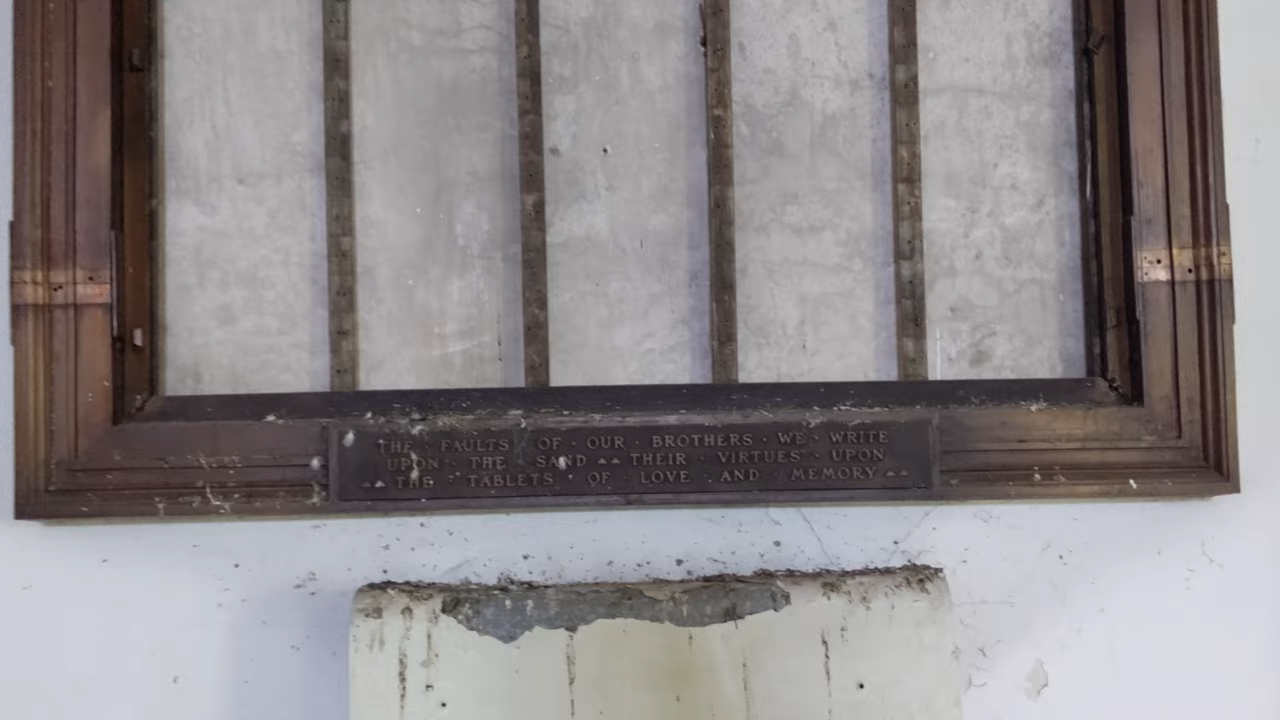 THE · FAULTS · OF · OUR · BROTHERS · WE · WRITE
UPON · THE · SAND ▴▴ THEIR · VIRTUES · UPON
▴▴ THE · TABLETS · OF · LOVE · AND · MEMORY ▴▴